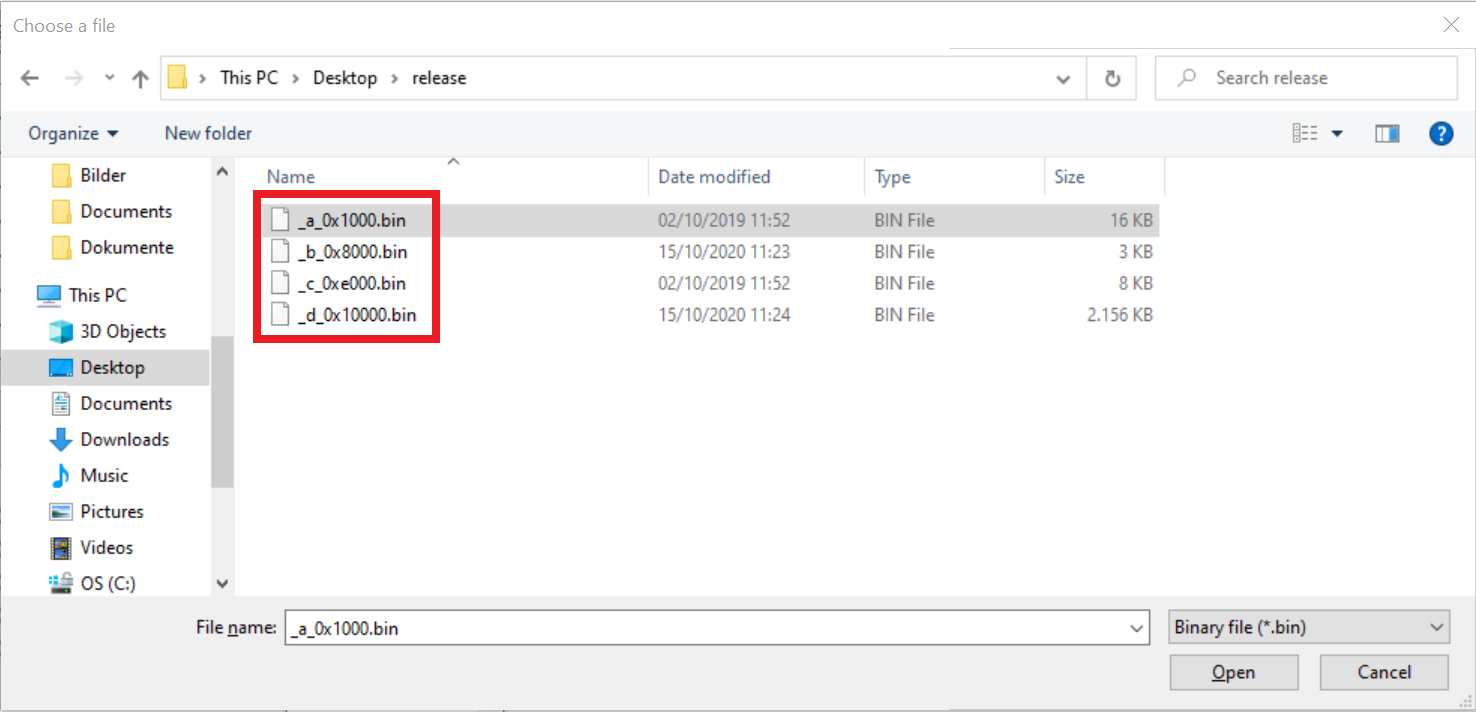 Choose a file
This PC > Desktop > release
Search release
Organize
New folder
?
Name
Date modified
Type
Size
Bilder
Documents
Dokumente
This PC
3D Objects
Desktop
Documents
Downloads
Music
Pictures
Videos
OS (C:)
_a_0x1000.bin 02/10/2019 11:52 BIN File 16 KB
_b_0x8000.bin 15/10/2020 11:23 BIN File 3 KB
_c_0xe000.bin 02/10/2019 11:52 BIN File 8 KB
_d_0x10000.bin 15/10/2020 11:24 BIN File 2.156 KB
File name: _a_0x1000.bin
Binary file (*.bin)
Open
Cancel